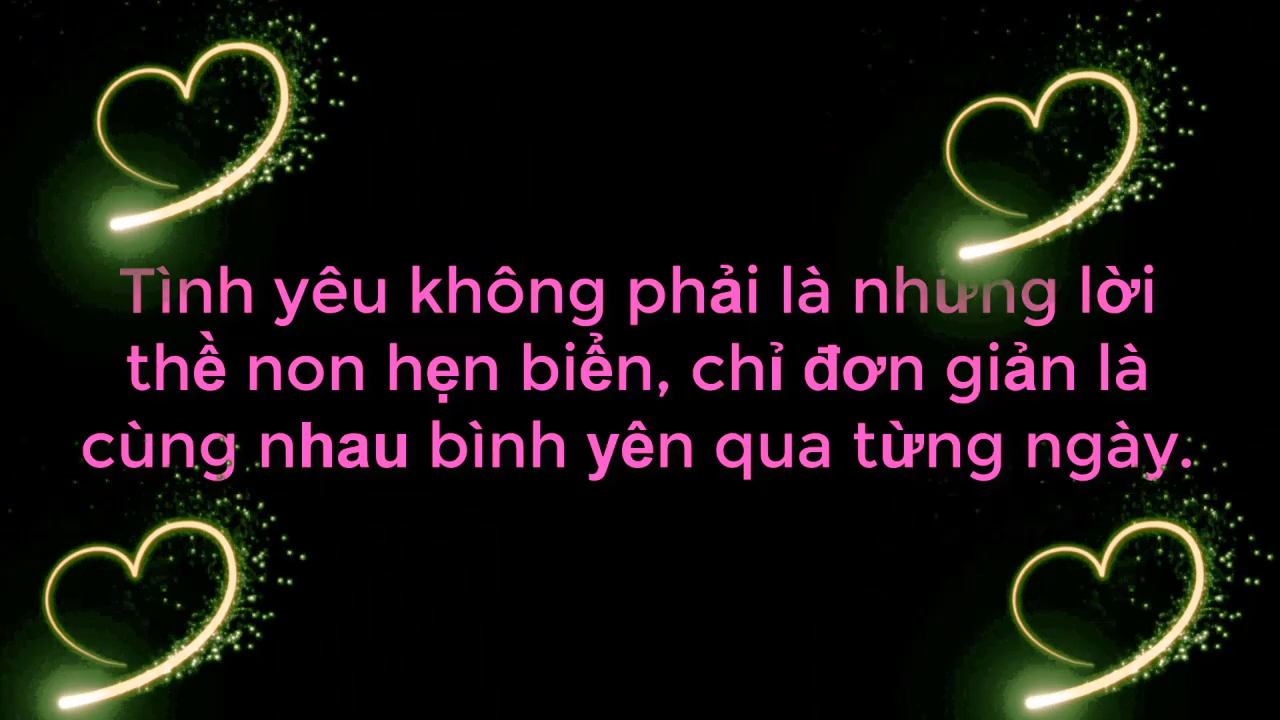 Tình yêu không phải là những lời
thề non hẹn biển, chỉ đơn giản là
cùng nhau bình yên qua từng ngày.